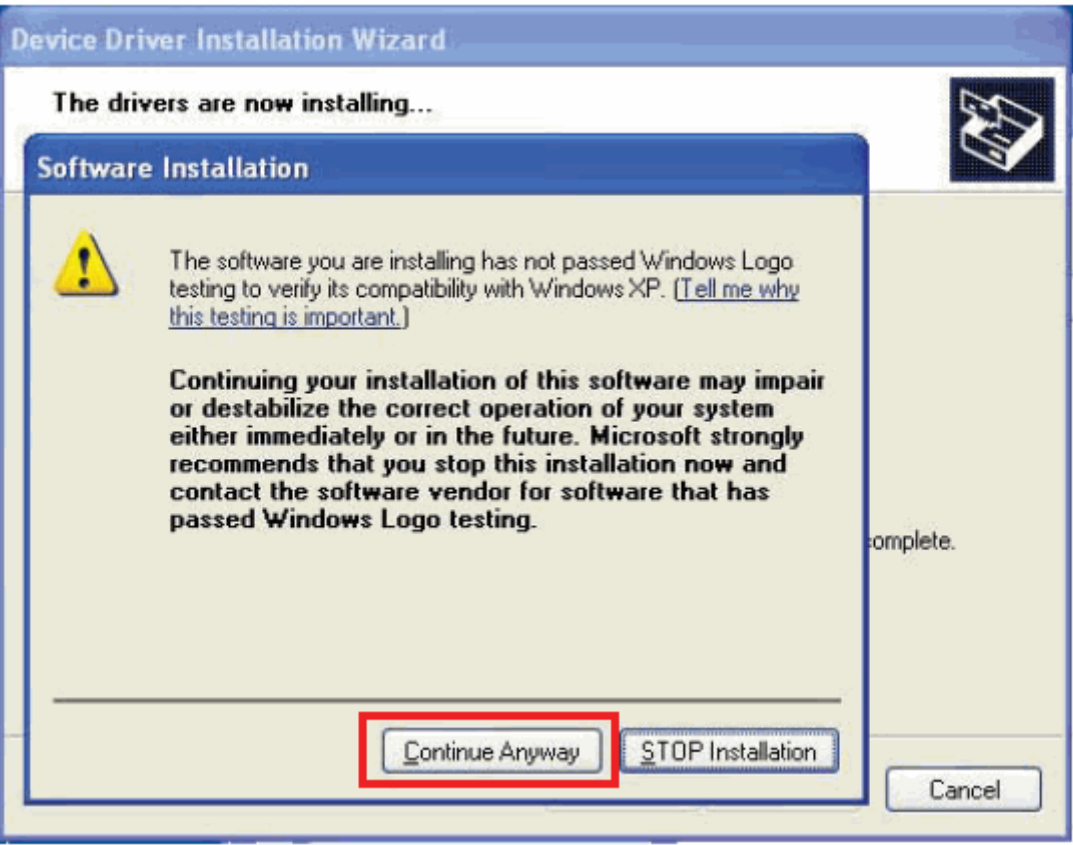 Device Driver Installation Wizard
The drivers are now installing...
Software Installation
The software you are installing has not passed Windows Logo
testing to verify its compatibility with Windows XP. (Tell me why
this testing is important.)
Continuing your installation of this software may impair
or destabilize the correct operation of your system
either immediately or in the future. Microsoft strongly
recommends that you stop this installation now and
contact the software vendor for software that has
passed Windows Logo testing.
complete.
Continue Anyway
STOP Installation
Cancel